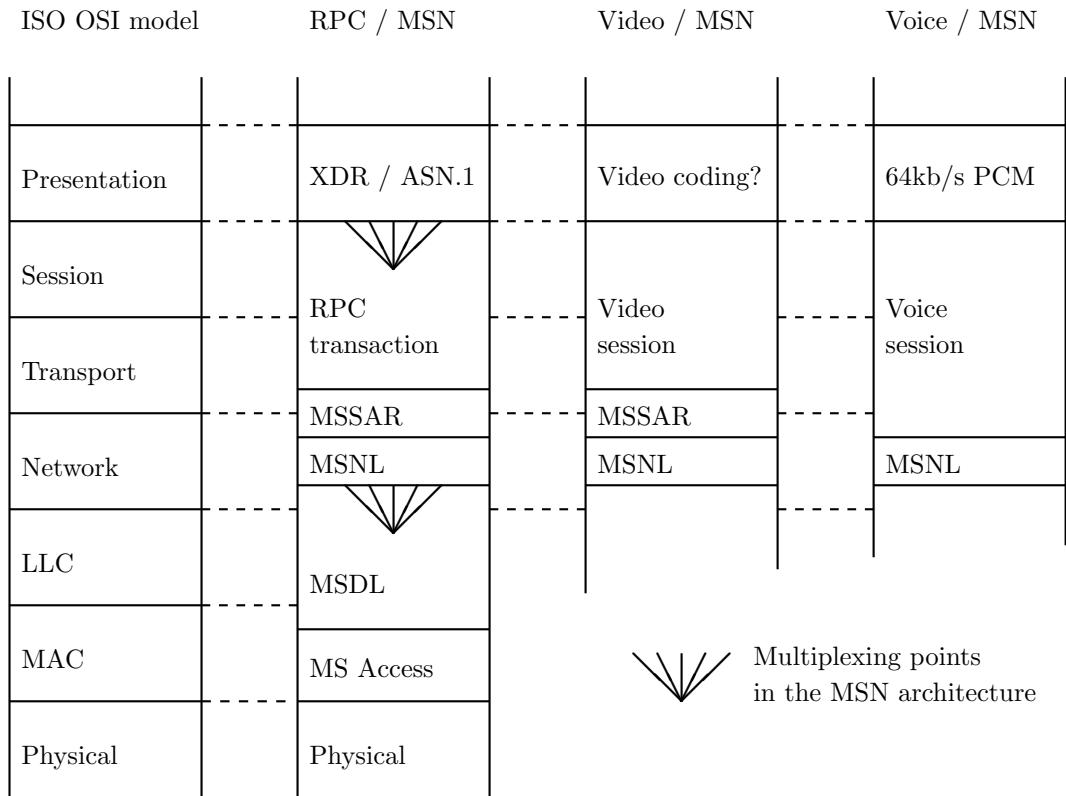 ISO OSI model
RPC / MSN
Video / MSN
Voice / MSN
Presentation
XDR / ASN.1
Video coding?
64kb/s PCM
Session
RPC
transaction
Video
session
Voice
session
Transport
MSSAR
MSSAR
Network
MSNL
MSNL
MSNL
LLC
MSDL
MAC
MS Access
Multiplexing points
in the MSN architecture
Physical
Physical